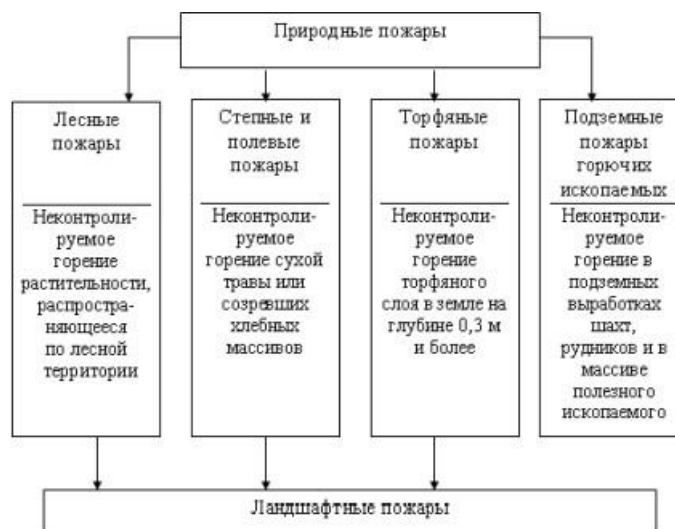 Природные пожары
Лесные
пожары
Неконтроли-
руемое
горение
растительности,
распростра-
няющееся
по лесной
территории
Степные и
полевые
пожары
Неконтроли-
руемое
горение сухой
травы или
созревших
хлебных
массивов
Торфяные
пожары
Неконтроли-
руемое
горение
торфяного
слоя в земле на
глубине 0,3 м
и более
Подземные
пожары
горючих
ископаемых
Неконтроли-
руемое
горение в
подземных
выработках
шахт,
рудников и в
массиве
полезного
ископаемого
Ландшафтные пожары